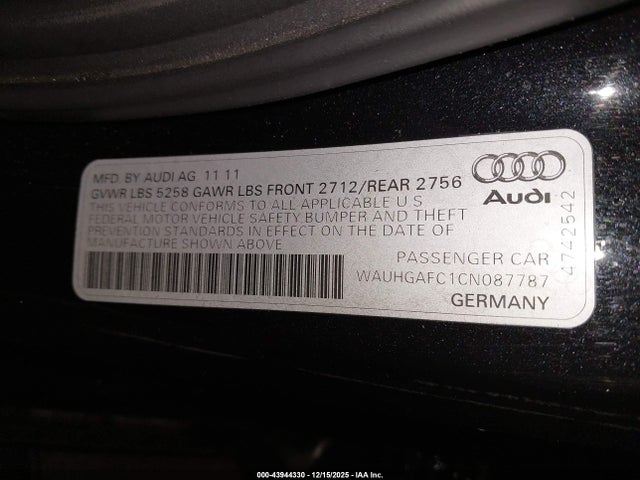 MFD. BY AUDI AG 11 11
GVWR LBS 5258 GAWR LBS FRONT 2712/REAR 2756
THIS VEHICLE CONFORMS TO ALL APPLICABLE U S
FEDERAL MOTOR VEHICLE SAFETY BUMPER AND THEFT
PREVENTION STANDARDS IN EFFECT ON THE DATE OF
MANUFACTURE SHOWN ABOVE
Audi
4742542
PASSENGER CAR
WAUHGAFC1CN087787
GERMANY
000-43944330 - 12/15/2025 - IAA Inc.